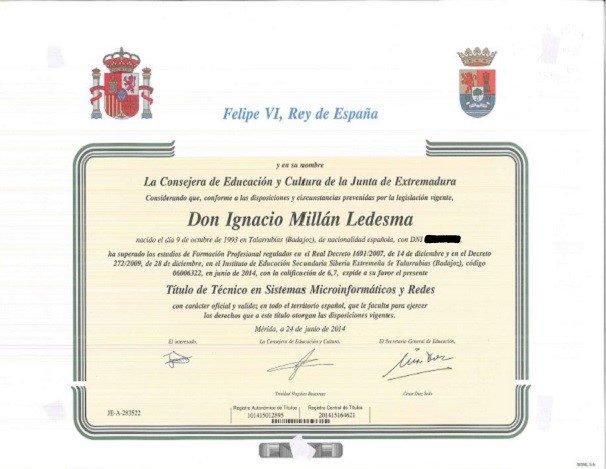 Felipe VI, Rey de España
y en su nombre
La Consejera de Educación y Cultura de la Junta de Extremadura
Considerando que, conforme a las disposiciones y circunstancias prevenidas por la legislación vigente,
Don Ignacio Millán Ledesma
nacido el día 9 de octubre de 1993 en Talarrubias (Badajoz), de nacionalidad española, con DNI
ha superado los estudios de Formación Profesional regulados en el Real Decreto 1691/2007, de 14 de diciembre y en el Decreto
272/2009, de 28 de diciembre, en el Instituto de Educación Secundaria Siberia Extremeña de Talarrubias (Badajoz), código
06006322, en junio de 2014, con la calificación de 6,7, expide a su favor el presente
Título de Técnico en Sistemas Microinformáticos y Redes
con carácter oficial y validez en todo el territorio español, que le faculta para ejercer
los derechos que a este título otorgan las disposiciones vigentes.
Mérida, a 24 de junio de 2014
El interesado, La Consejera de Educación y Cultura, El Secretario General de Educación,
Trinidad Nogales Basarrate César Díez Solís
JE-A-283522
Registro Autonómico de Títulos Registro Central de Títulos
101415012895 201415164621